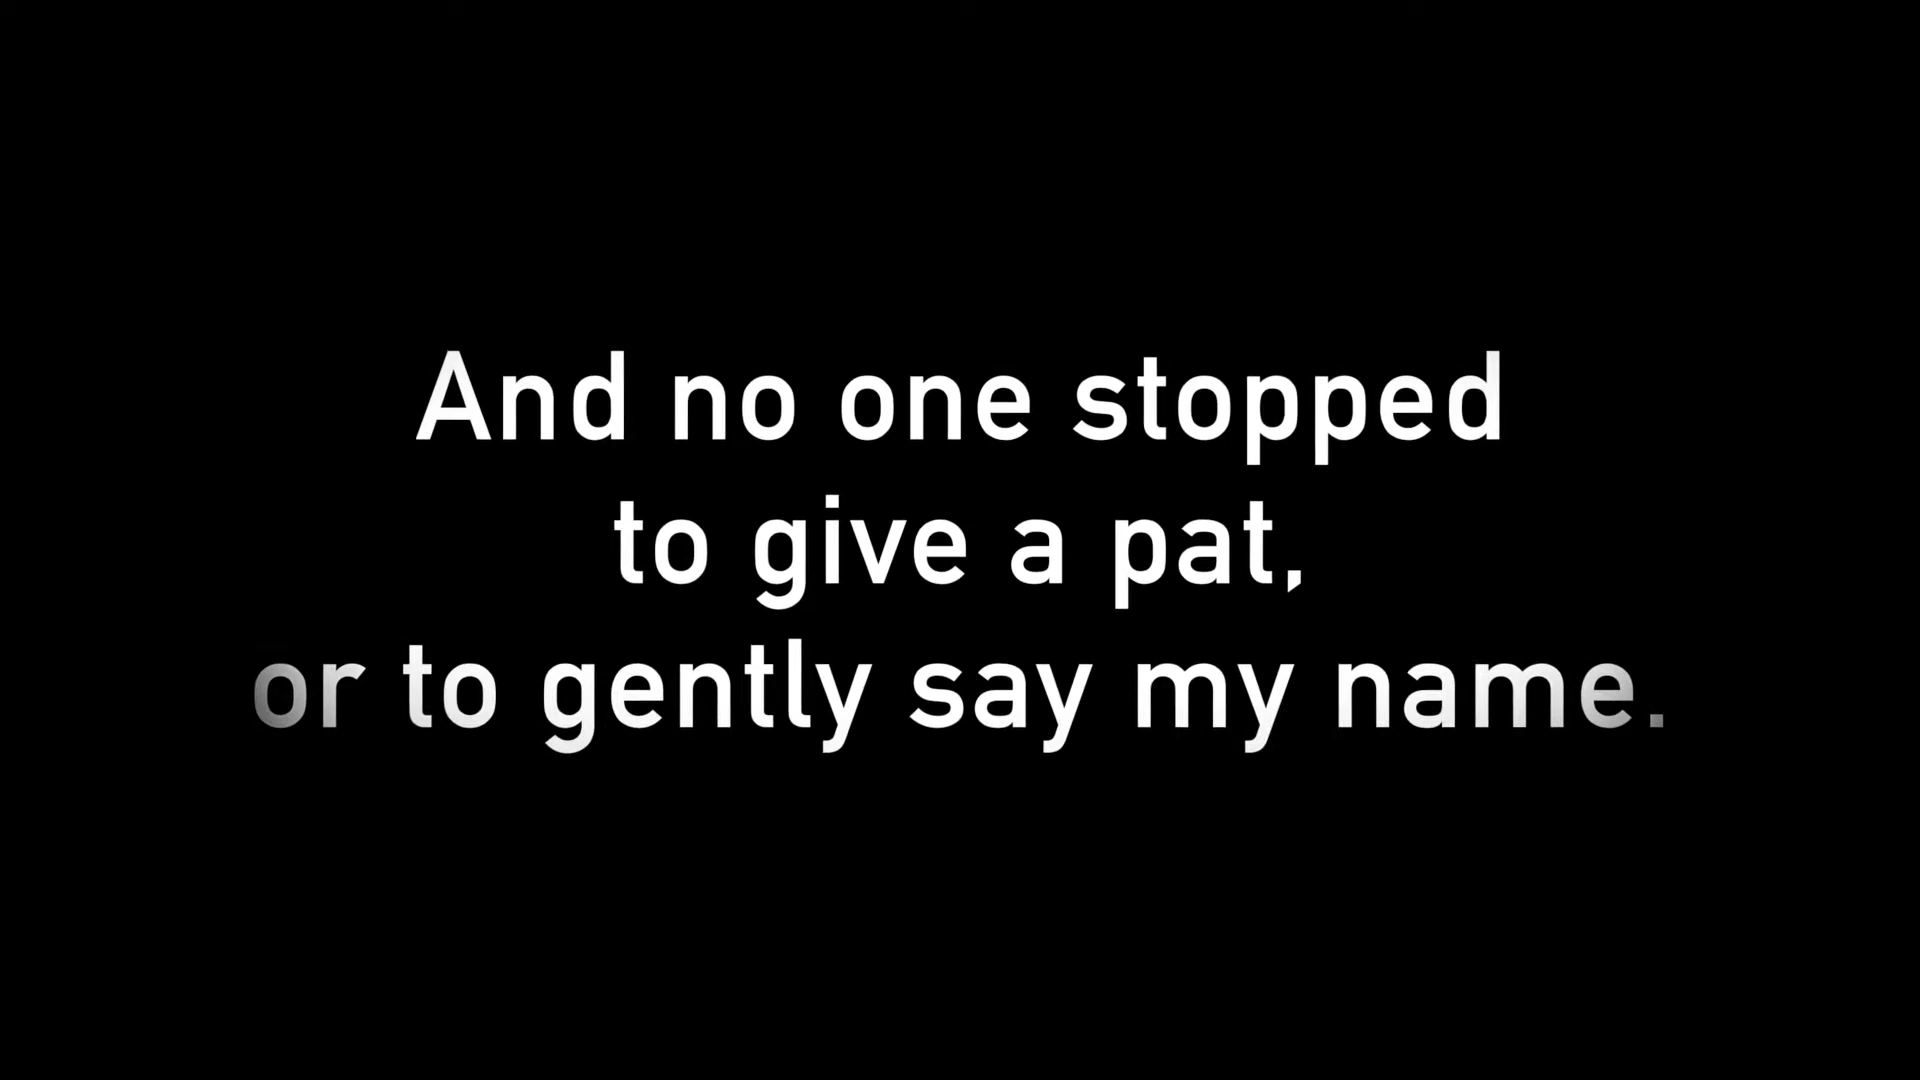 And no one stopped
to give a pat,
or to gently say my name.